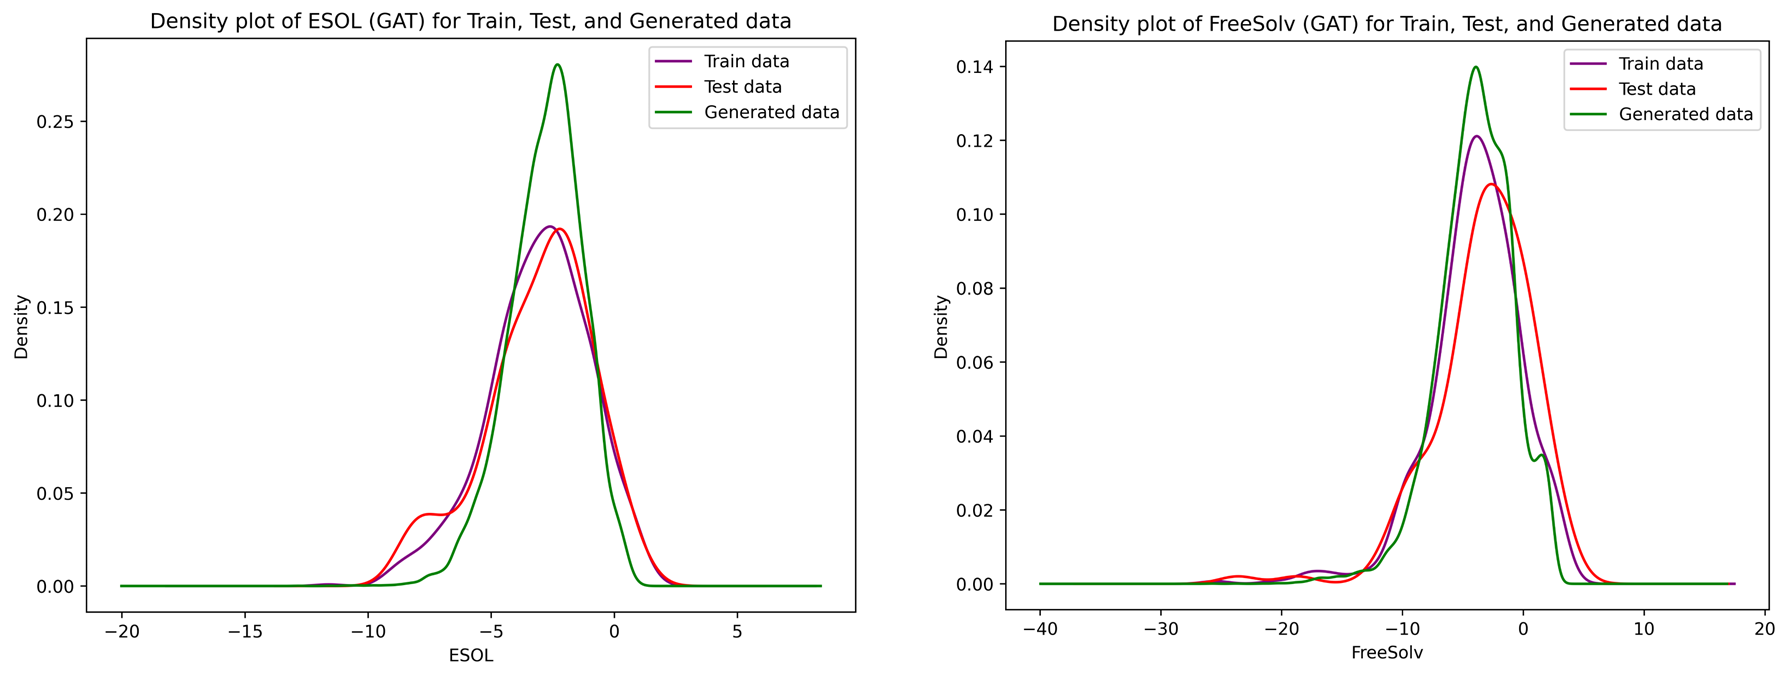 Density plot of ESOL (GAT) for Train, Test, and Generated data
Train data
Test data
Generated data
0.25
0.20
0.15
0.10
0.05
0.00
Density
−20
−15
−10
−5
0
5
ESOL
Density plot of FreeSolv (GAT) for Train, Test, and Generated data
Train data
Test data
Generated data
0.14
0.12
0.10
0.08
0.06
0.04
0.02
0.00
Density
−40
−30
−20
−10
0
10
20
FreeSolv